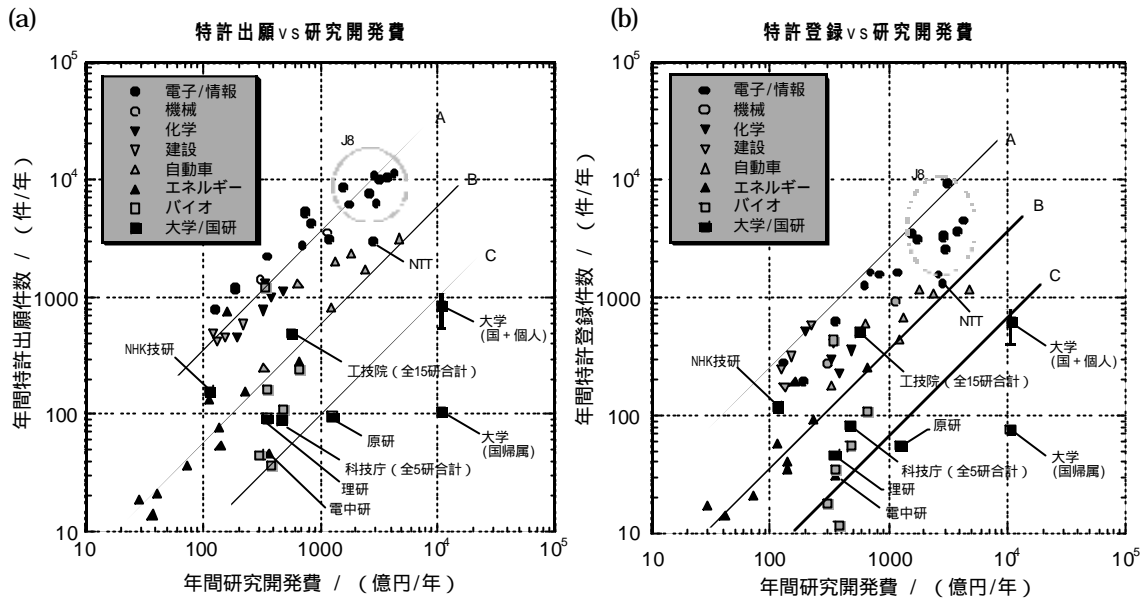 (a)
特許出願vs研究開発費
10^5
10^4
1000
100
10
年間特許出願件数 / (件/年)
電子/情報
機械
化学
建設
自動車
エネルギー
バイオ
大学/国研
A
J8
B
C
NTT
大学
(国+個人)
NHK技研
工技院(全15研合計)
原研
大学
(国帰属)
科技庁(全5研合計)
理研
電中研
10
100
1000
10^4
10^5
年間研究開発費 / (億円/年)
(b)
特許登録vs研究開発費
10^5
10^4
1000
100
10
年間特許登録件数 / (件/年)
電子/情報
機械
化学
建設
自動車
エネルギー
バイオ
大学/国研
A
J8
B
C
NTT
大学
(国+個人)
NHK技研
工技院(全15研合計)
原研
大学
(国帰属)
科技庁(全5研合計)
理研
電中研
10
100
1000
10^4
10^5
年間研究開発費 / (億円/年)